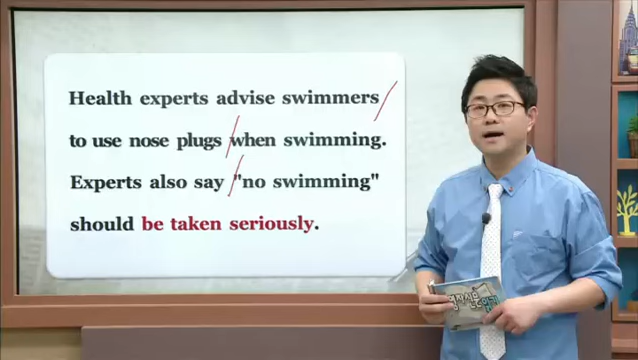 Health experts advise swimmers
to use nose plugs when swimming.
Experts also say "no swimming"
should be taken seriously.